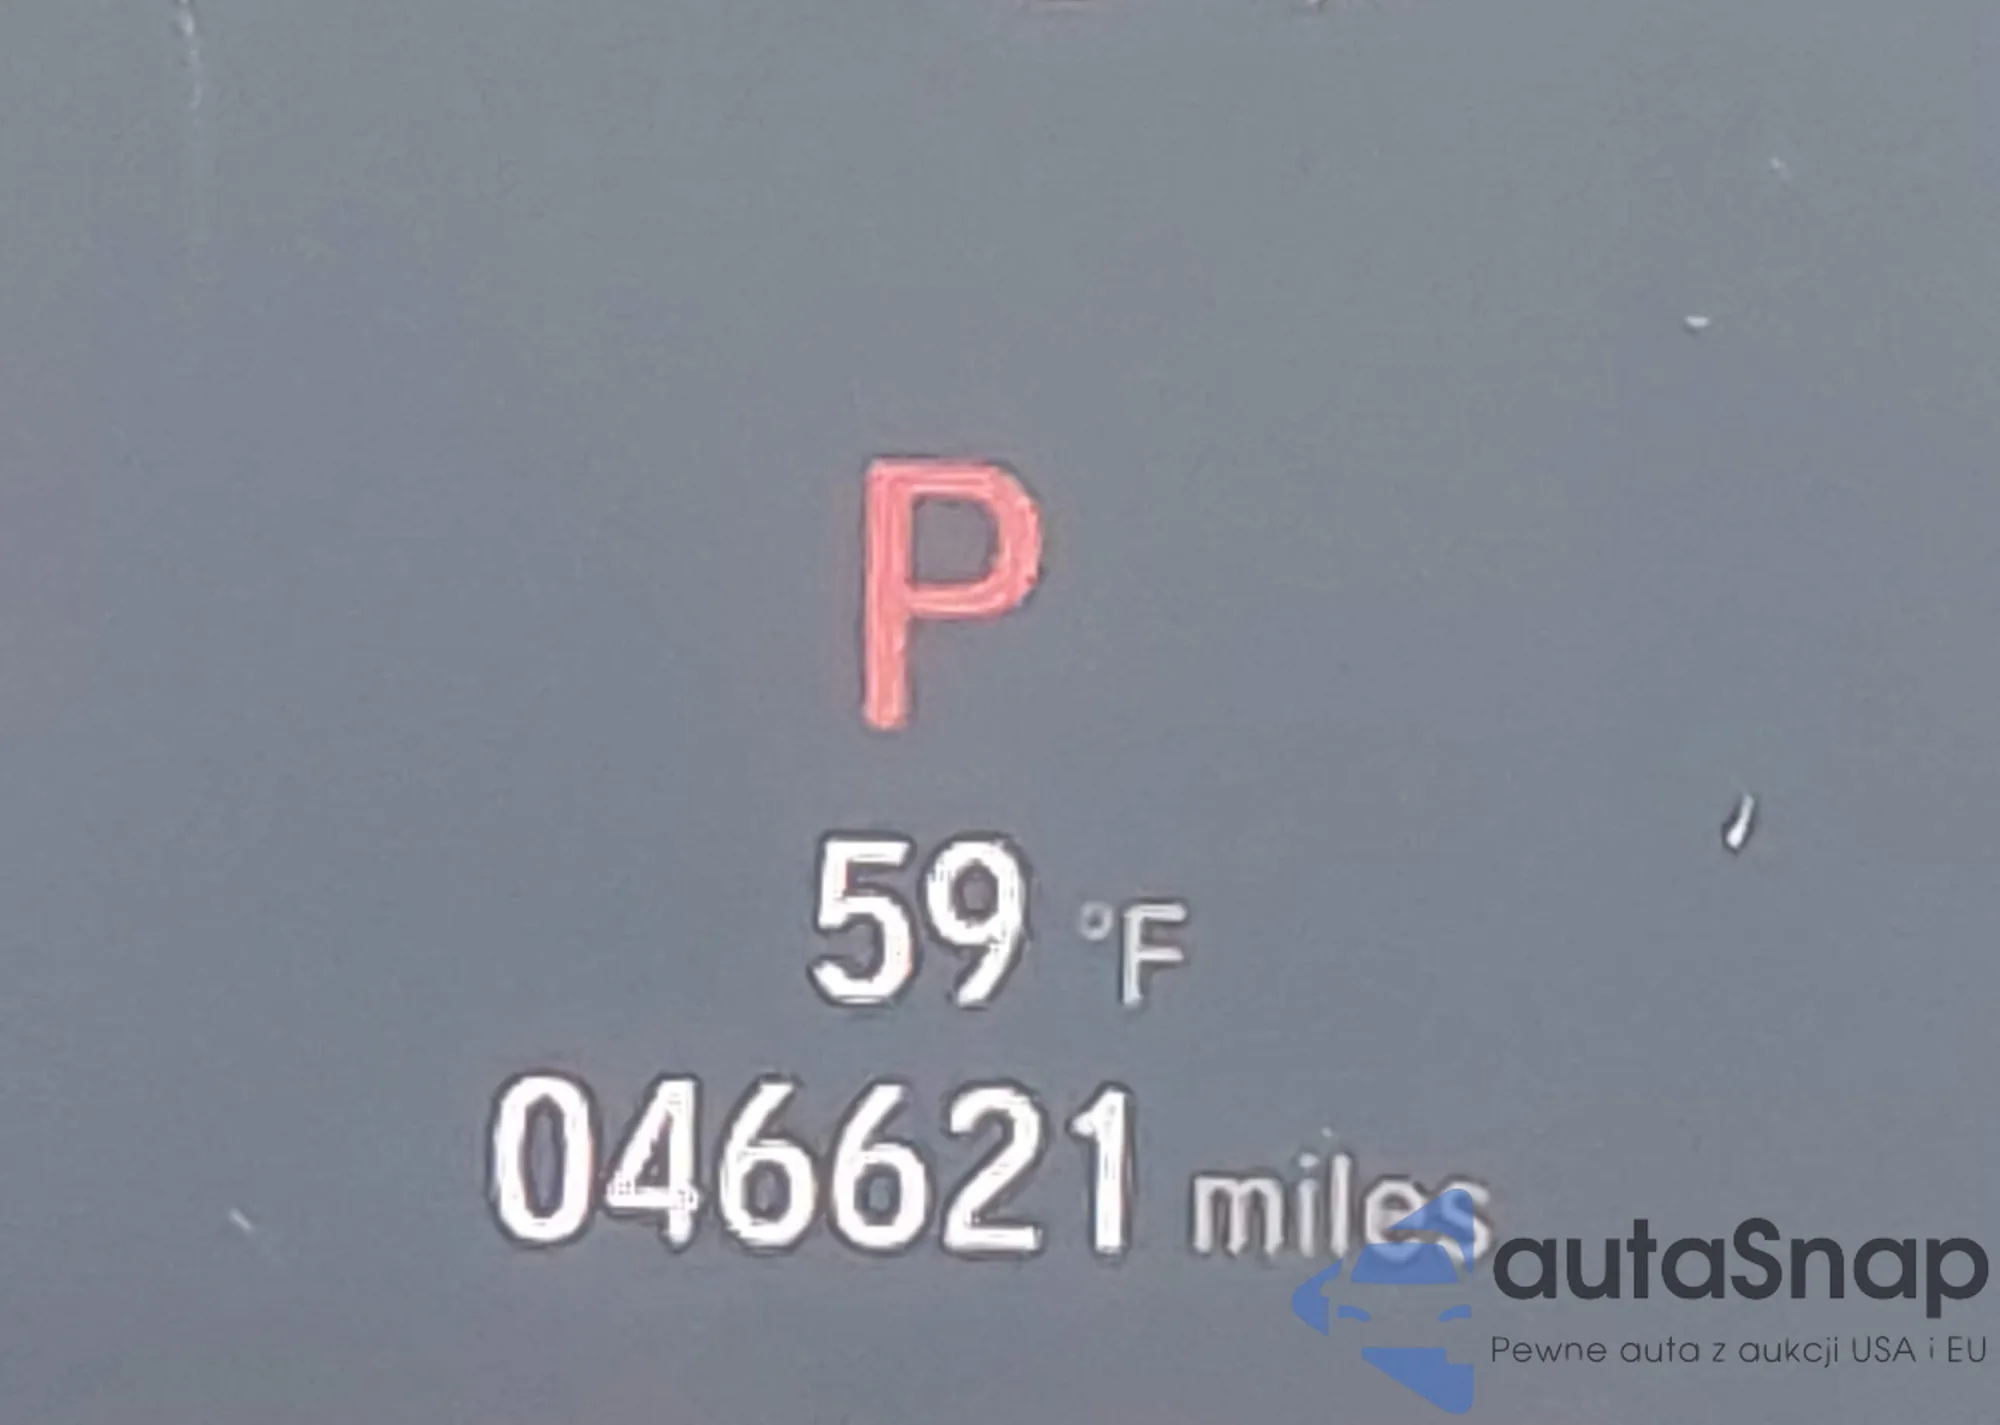 P
59 °F
046621 miles
autaSnap
Pewne auta z aukcji USA i EU